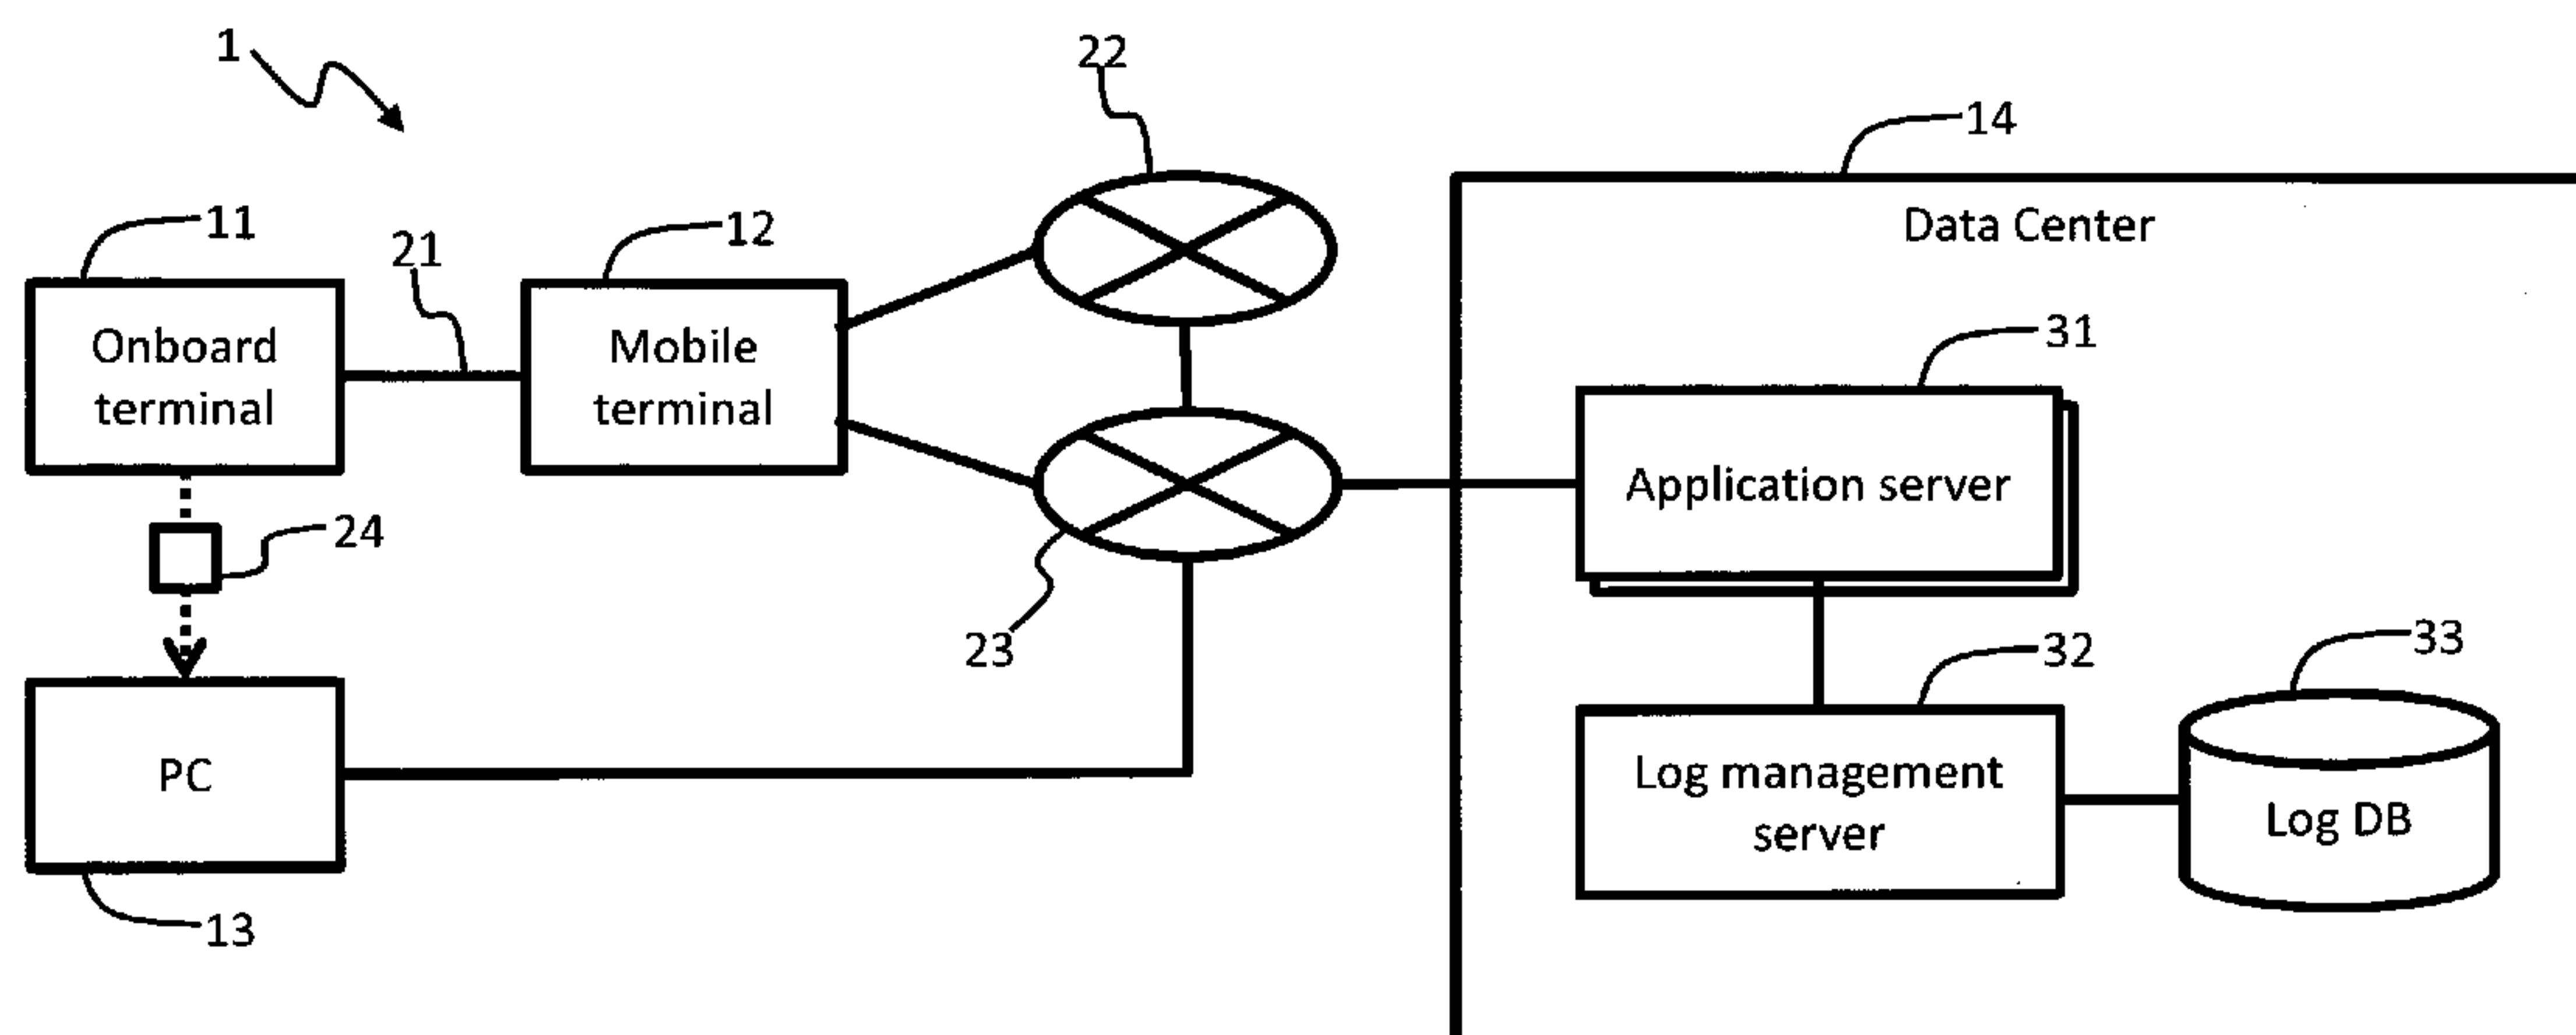 1
22
14
Data Center
11
21
12
Onboard
terminal
Mobile
terminal
31
Application server
24
23
32
33
PC
Log management
server
Log DB
13